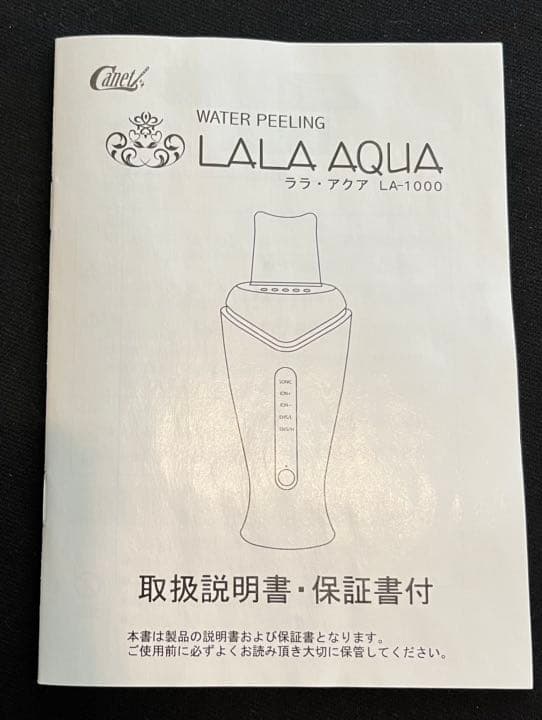 Canet
WATER PEELING
LALA AQUA
ララ・アクア LA-1000
SONIC
ION+
ION-
EMS/L
EMS/H
取扱説明書・保証書付
本書は製品の説明書および保証書となります。
ご使用前に必ずよくお読み頂き大切に保管してください。